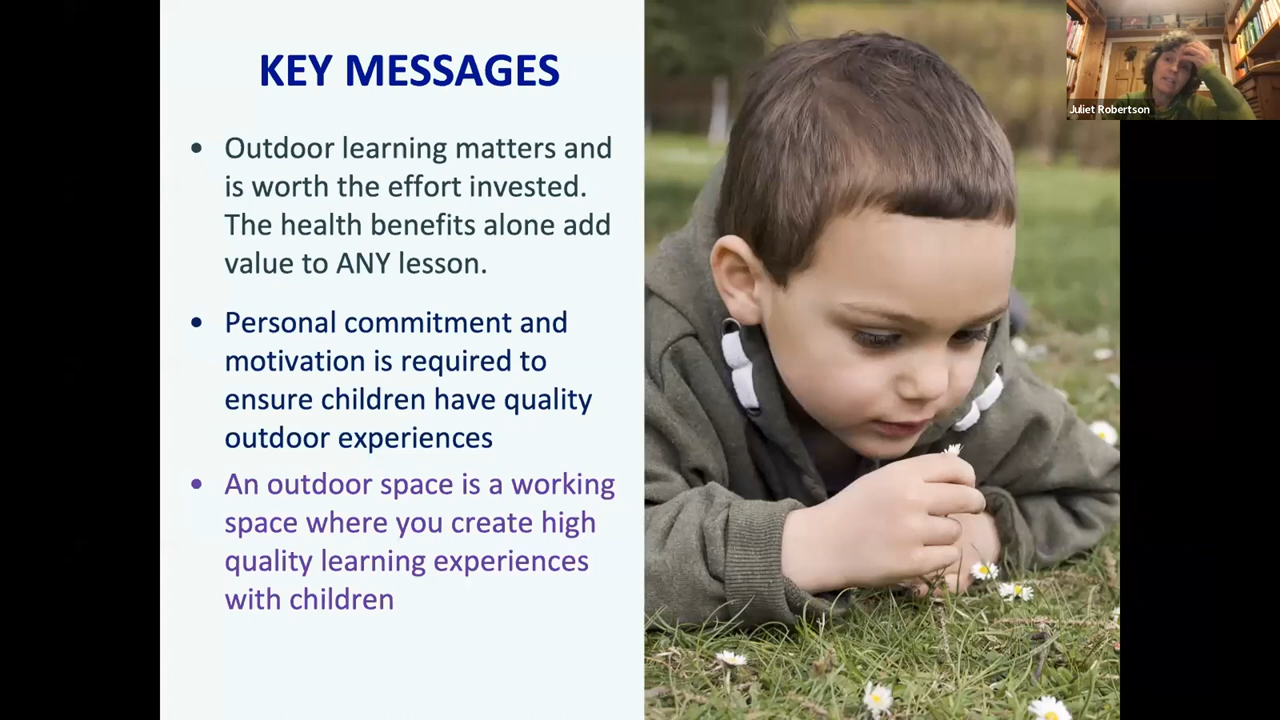 KEY MESSAGES
• Outdoor learning matters and
is worth the effort invested.
The health benefits alone add
value to ANY lesson.
• Personal commitment and
motivation is required to
ensure children have quality
outdoor experiences
• An outdoor space is a working
space where you create high
quality learning experiences
with children
Juliet Robertson